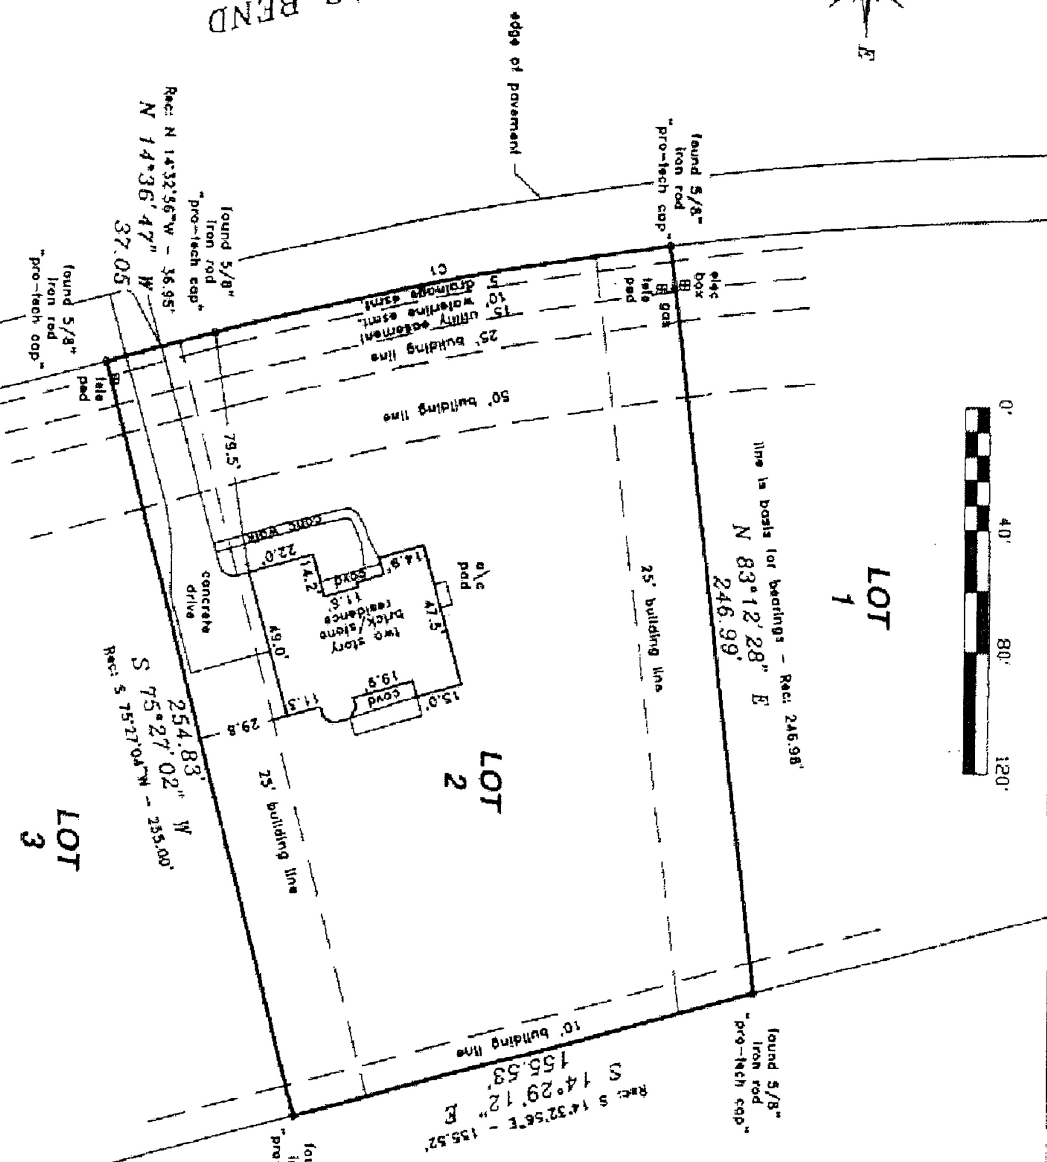 BEND
E
edge of pavement
found 5/8"
iron rod
"pro-tech cap"
elec
box
gas
tele
ped
Rec: N 14°32'56"W - 36.95'
N 14°36'47" W
37.05'
found 5/8"
iron rod
"pro-tech cap"
found 5/8"
iron rod
"pro-tech cap"
tele
ped
C1
5'
drainage esmt.
10' waterline esmt.
15' utility easement
25' building line
50' building line
0'
40'
80'
120'
line is basis for bearings - Rec: 246.98'
N 83°12'28" E
246.99'
LOT
1
25' building line
79.5'
conc walk
22.0'
14.2'
covd
11.6'
14.9'
a\c
pad
47.5'
two story
brick/stone
residence
concrete
drive
49.0'
19.9'
covd
15.0'
11.3
29.8
LOT
2
254.83'
S 75°27'02" W
Rec: S 75°27'04"W - 255.00'
25' building line
LOT
3
10' building line
155.53'
S 14°29'12" E
Rec: S 14°32'56"E - 155.52'
found 5/8"
iron rod
"pro-tech cap"